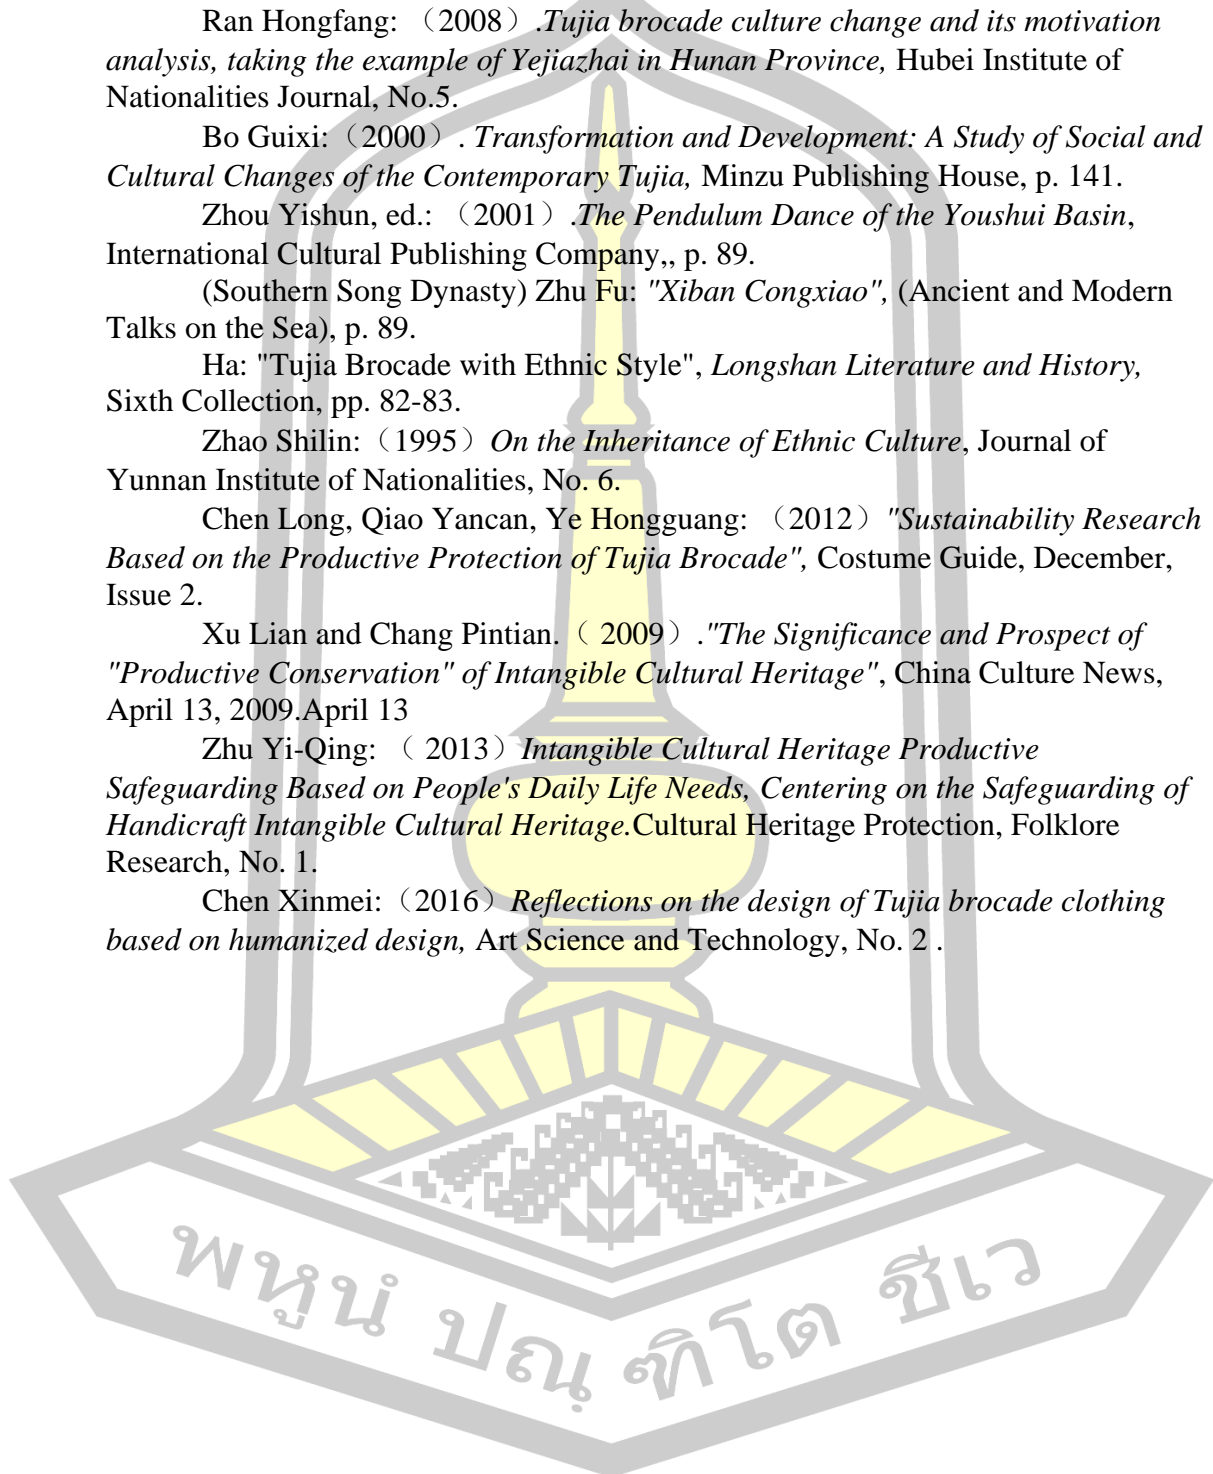 Ran Hongfang: （2008）.Tujia brocade culture change and its motivation
analysis, taking the example of Yejiazhai in Hunan Province, Hubei Institute of
Nationalities Journal, No.5.
Bo Guixi:（2000）. Transformation and Development: A Study of Social and
Cultural Changes of the Contemporary Tujia, Minzu Publishing House, p. 141.
Zhou Yishun, ed.: （2001）.The Pendulum Dance of the Youshui Basin,
International Cultural Publishing Company,, p. 89.
(Southern Song Dynasty) Zhu Fu: "Xiban Congxiao", (Ancient and Modern
Talks on the Sea), p. 89.
Ha: "Tujia Brocade with Ethnic Style", Longshan Literature and History,
Sixth Collection, pp. 82-83.
Zhao Shilin:（1995）On the Inheritance of Ethnic Culture, Journal of
Yunnan Institute of Nationalities, No. 6.
Chen Long, Qiao Yancan, Ye Hongguang: （2012）"Sustainability Research
Based on the Productive Protection of Tujia Brocade", Costume Guide, December,
Issue 2.
Xu Lian and Chang Pintian.（ 2009）."The Significance and Prospect of
"Productive Conservation" of Intangible Cultural Heritage", China Culture News,
April 13, 2009.April 13
Zhu Yi-Qing: （ 2013）Intangible Cultural Heritage Productive
Safeguarding Based on People's Daily Life Needs, Centering on the Safeguarding of
Handicraft Intangible Cultural Heritage.Cultural Heritage Protection, Folklore
Research, No. 1.
Chen Xinmei:（2016）Reflections on the design of Tujia brocade clothing
based on humanized design, Art Science and Technology, No. 2 .
พหูนํ ปณฺฑิโต ชีเว